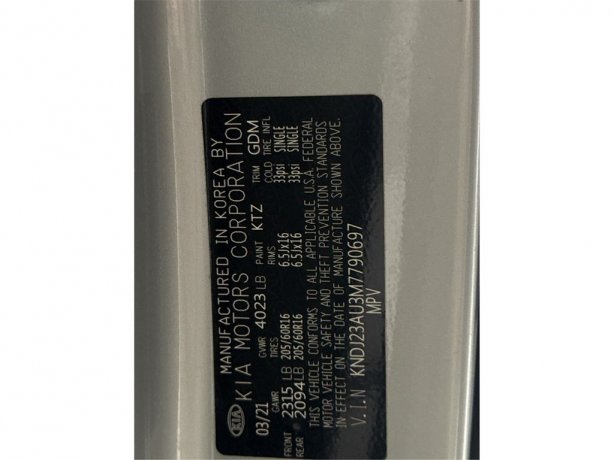 MANUFACTURED IN KOREA BY
KIA KIA MOTORS CORPORATION
03/21 GVWR 4023 LB PAINT KTZ TRIM GDM
GAWR TIRES RIMS COLD TIRE INFL
FRONT 2315 LB 205/60R16 6.5Jx16 33psi SINGLE
REAR 2094 LB 205/60R16 6.5Jx16 33psi SINGLE
THIS VEHICLE CONFORMS TO ALL APPLICABLE U.S.A. FEDERAL
MOTOR VEHICLE SAFETY AND THEFT PREVENTION STANDARDS
IN EFFECT ON THE DATE OF MANUFACTURE SHOWN ABOVE.
V.I.N KNDJ23AU3M7790697
MPV